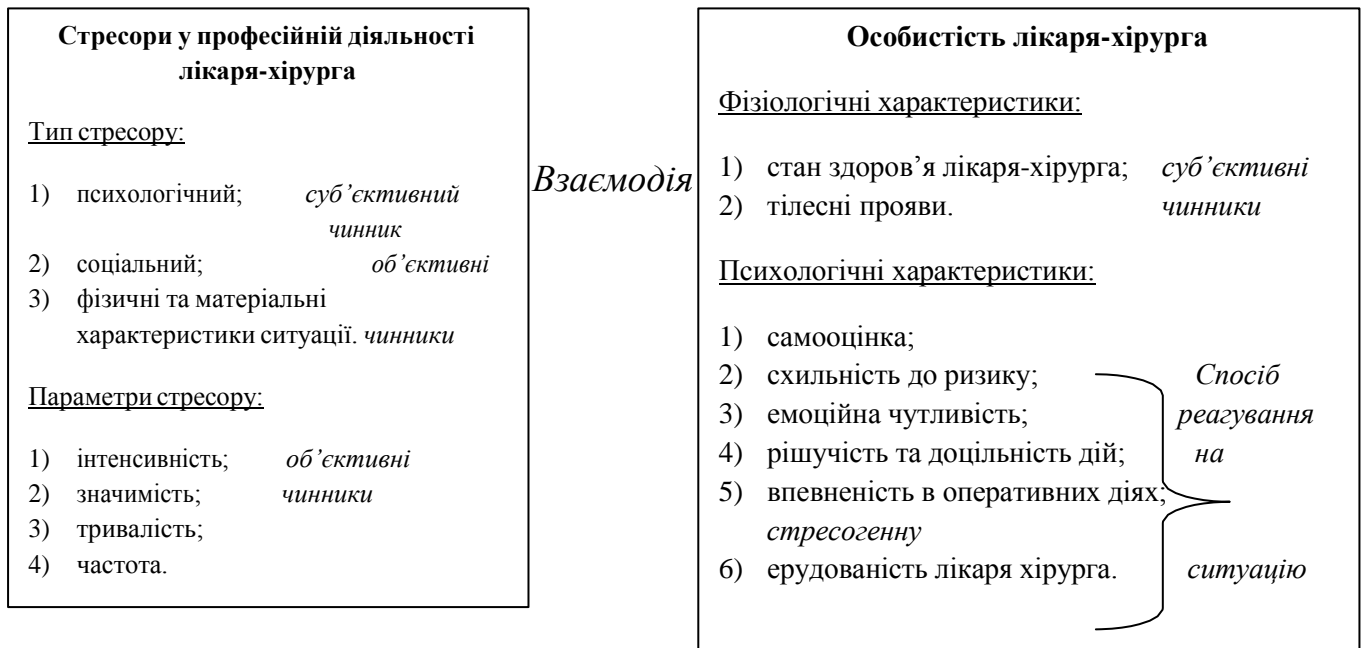 Стресори у професійній діяльності
лікаря-хірурга
Тип стресору:
1) психологічний; суб’єктивний
чинник
2) соціальний; об’єктивні
3) фізичні та матеріальні
характеристики ситуації. чинники
Параметри стресору:
1) інтенсивність; об’єктивні
2) значимість; чинники
3) тривалість;
4) частота.
Взаємодія
Особистість лікаря-хірурга
Фізіологічні характеристики:
1) стан здоров’я лікаря-хірурга; суб’єктивні
2) тілесні прояви. чинники
Психологічні характеристики:
1) самооцінка;
2) схильність до ризику; Спосіб
3) емоційна чутливість; реагування
4) рішучість та доцільність дій; на
5) впевненість в оперативних діях;
стресогенну
6) ерудованість лікаря хірурга. ситуацію